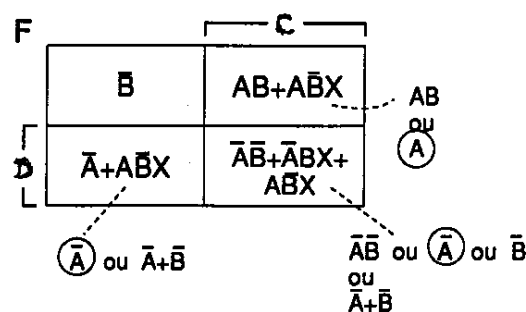 F
C
B̄
AB+AB̄X
AB
ou
A
D
Ā+AB̄X
ĀB̄+ĀBX+
AB̄X
Ā ou Ā+B̄
ĀB̄ ou Ā ou B̄
ou
Ā+B̄